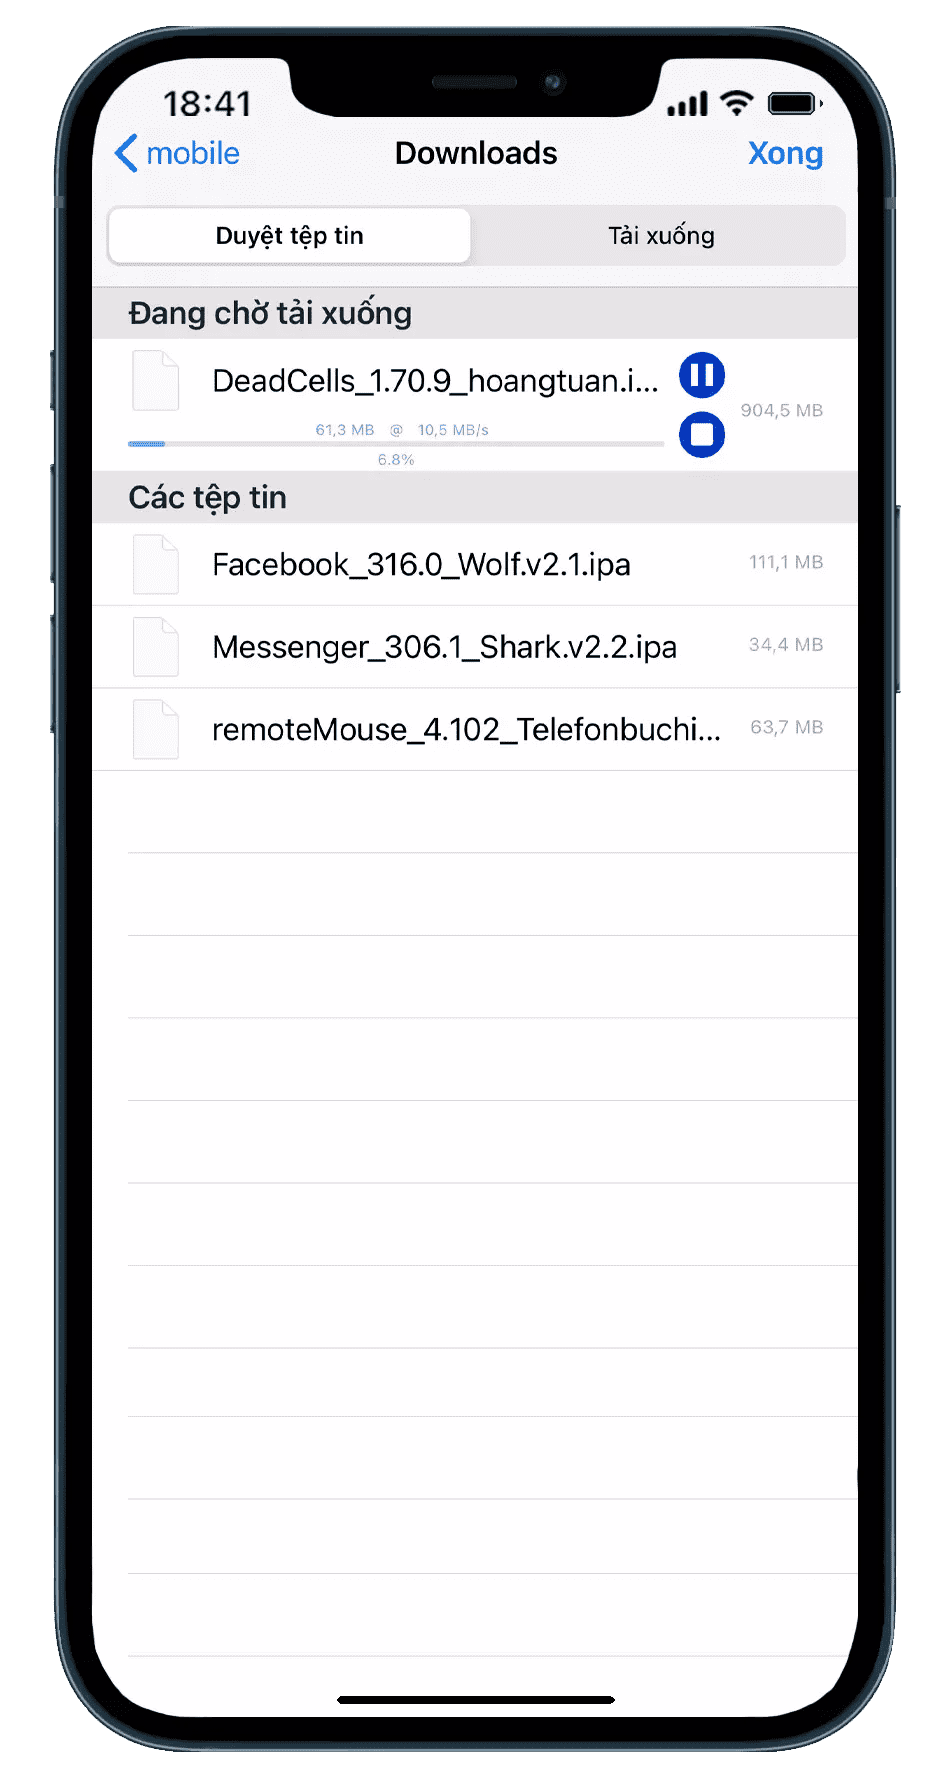 18:41
mobile
Downloads
Xong
Duyệt tệp tin
Tải xuống
Đang chờ tải xuống
DeadCells_1.70.9_hoangtuan.i...
904,5 MB
61,3 MB @ 10,5 MB/s
6.8%
Các tệp tin
Facebook_316.0_Wolf.v2.1.ipa
111,1 MB
Messenger_306.1_Shark.v2.2.ipa
34,4 MB
remoteMouse_4.102_Telefonbuchi...
63,7 MB